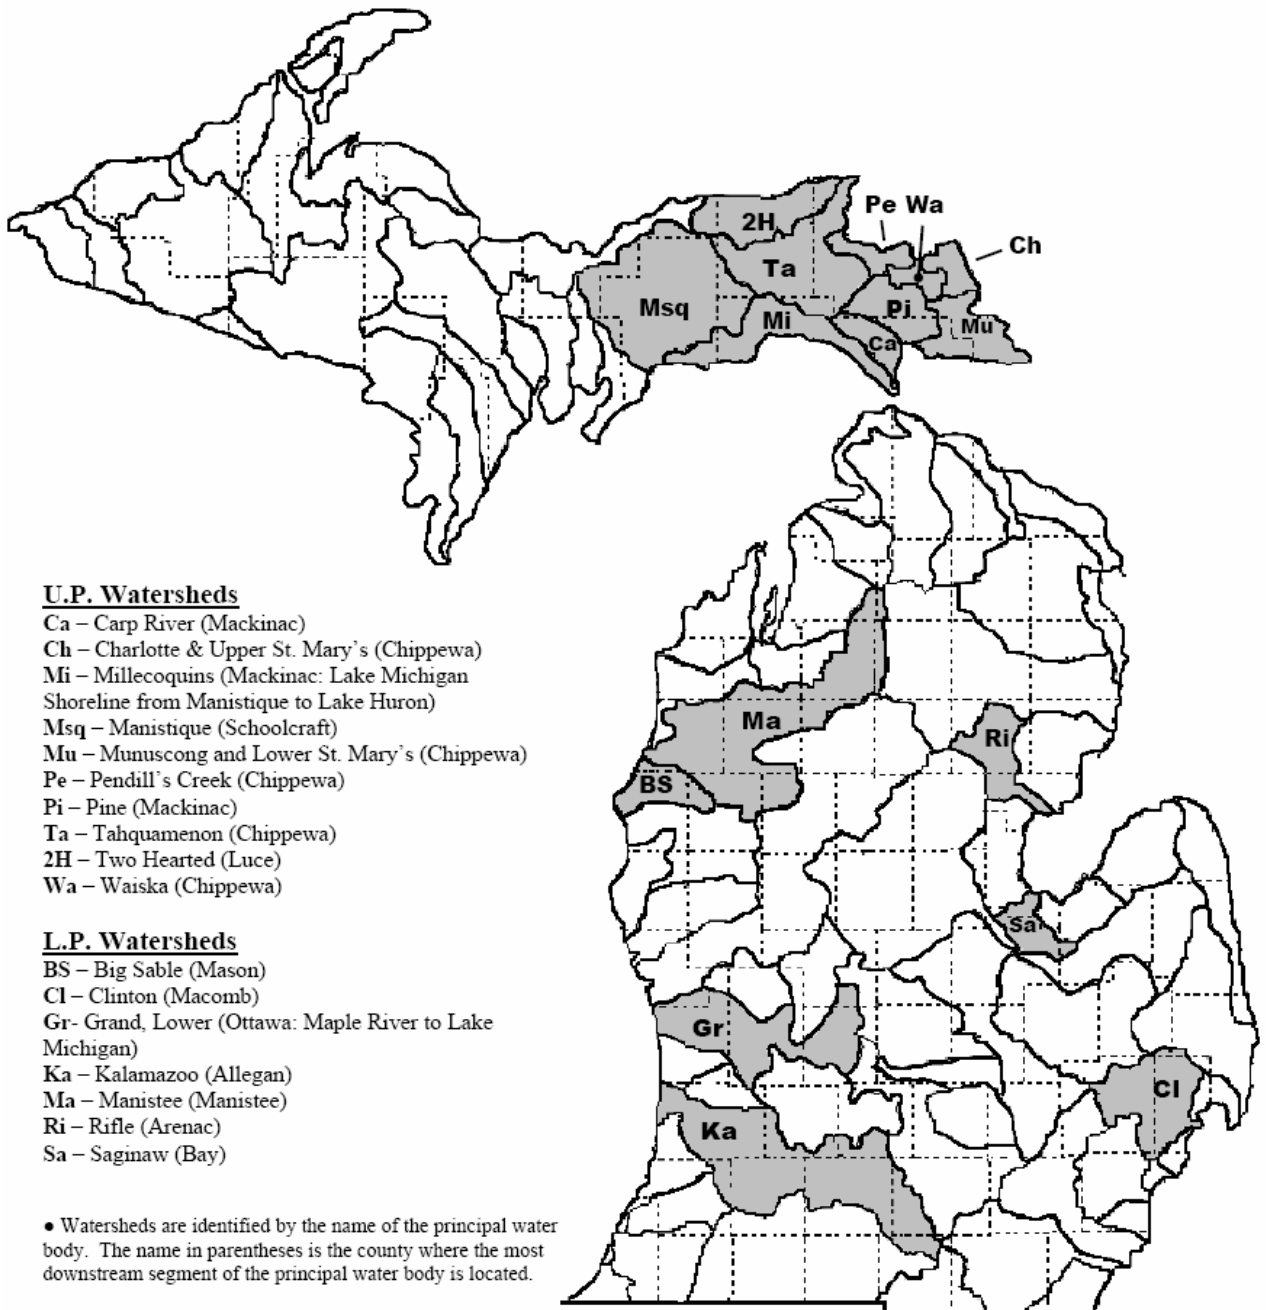 Pe Wa
2H
Ch
Ta
Msq
Mi
Pi
Mu
Ca
U.P. Watersheds
Ca – Carp River (Mackinac)
Ch – Charlotte & Upper St. Mary's (Chippewa)
Mi – Millecoquins (Mackinac: Lake Michigan
Shoreline from Manistique to Lake Huron)
Msq – Manistique (Schoolcraft)
Mu – Munuscong and Lower St. Mary's (Chippewa)
Pe – Pendill's Creek (Chippewa)
Pi – Pine (Mackinac)
Ta – Tahquamenon (Chippewa)
2H – Two Hearted (Luce)
Wa – Waiska (Chippewa)
L.P. Watersheds
BS – Big Sable (Mason)
Cl – Clinton (Macomb)
Gr- Grand, Lower (Ottawa: Maple River to Lake
Michigan)
Ka – Kalamazoo (Allegan)
Ma – Manistee (Manistee)
Ri – Rifle (Arenac)
Sa – Saginaw (Bay)
● Watersheds are identified by the name of the principal water
body. The name in parentheses is the county where the most
downstream segment of the principal water body is located.
Ma
Ri
BS
Sa
Gr
Cl
Ka